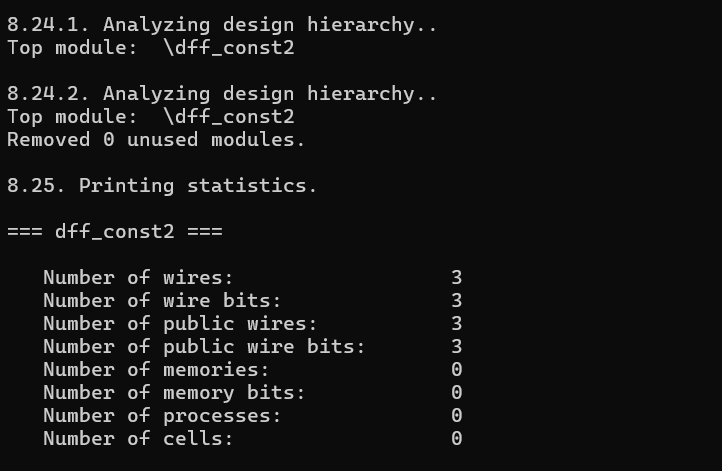 8.24.1. Analyzing design hierarchy..
Top module:  \dff_const2
8.24.2. Analyzing design hierarchy..
Top module:  \dff_const2
Removed 0 unused modules.
8.25. Printing statistics.
=== dff_const2 ===
   Number of wires:                  3
   Number of wire bits:              3
   Number of public wires:           3
   Number of public wire bits:       3
   Number of memories:               0
   Number of memory bits:            0
   Number of processes:              0
   Number of cells:                  0